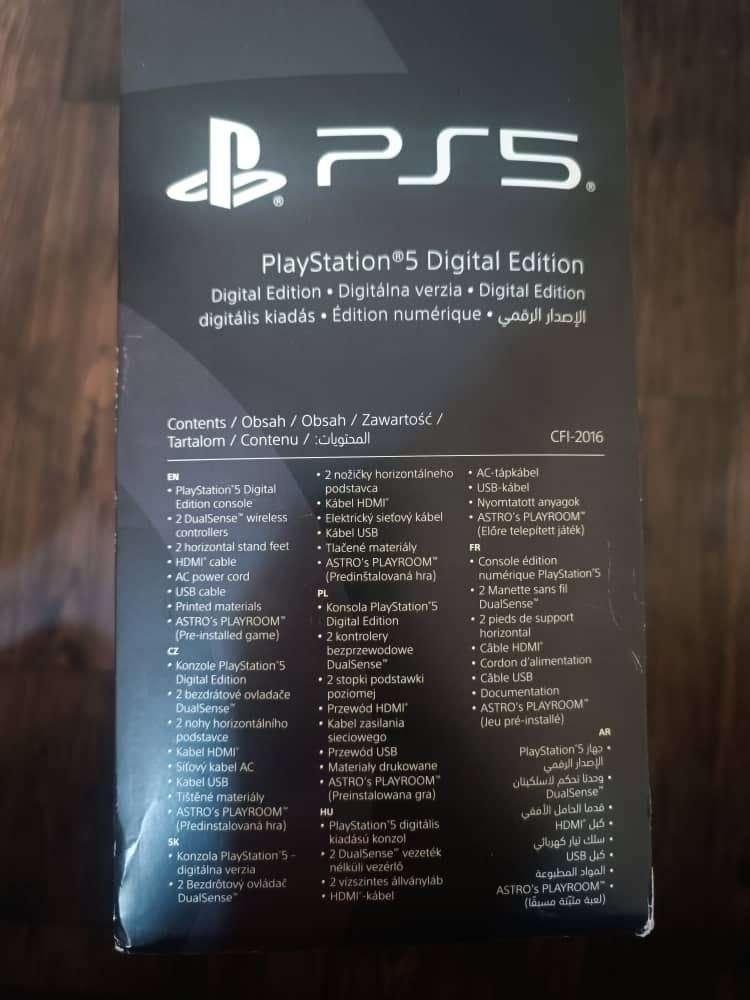 PS5®
PlayStation®5 Digital Edition
Digital Edition • Digitálna verzia • Digital Edition
digitális kiadás • Édition numérique • الإصدار الرقمي
Contents / Obsah / Obsah / Zawartość /
Tartalom / Contenu / المحتويات:
CFI-2016
EN
• PlayStation®5 Digital
Edition console
• 2 DualSense™ wireless
controllers
• 2 horizontal stand feet
• HDMI® cable
• AC power cord
• USB cable
• Printed materials
• ASTRO's PLAYROOM™
(Pre-installed game)
CZ
• Konzole PlayStation®5
Digital Edition
• 2 bezdrátové ovladače
DualSense™
• 2 nohy horizontálního
podstavce
• Kabel HDMI®
• Síťový kabel AC
• Kabel USB
• Tištěné materiály
• ASTRO's PLAYROOM™
(Předinstalovaná hra)
SK
• Konzola PlayStation®5 –
digitálna verzia
• 2 Bezdrôtový ovládač
DualSense™
• 2 nožičky horizontálneho
podstavca
• Kábel HDMI®
• Elektrický sieťový kábel
• Kábel USB
• Tlačené materiály
• ASTRO's PLAYROOM™
(Predinštalovaná hra)
PL
• Konsola PlayStation®5
Digital Edition
• 2 kontrolery
bezprzewodowe
DualSense™
• 2 stopki podstawki
poziomej
• Przewód HDMI®
• Kabel zasilania
sieciowego
• Przewód USB
• Materiały drukowane
• ASTRO's PLAYROOM™
(Preinstalowana gra)
HU
• PlayStation®5 digitális
kiadású konzol
• 2 DualSense™ vezeték
nélküli vezérlő
• 2 vízszintes állványláb
• HDMI®-kábel
• AC-tápkábel
• USB-kábel
• Nyomtatott anyagok
• ASTRO's PLAYROOM™
(Előre telepített játék)
FR
• Console édition
numérique PlayStation®5
• 2 Manette sans fil
DualSense™
• 2 pieds de support
horizontal
• Câble HDMI®
• Cordon d'alimentation
• Câble USB
• Documentation
• ASTRO's PLAYROOM™
(Jeu pré-installé)
AR
• جهاز PlayStation®5
الإصدار الرقمي
• وحدتا تحكم لاسلكيتان
DualSense™
• قدما الحامل الأفقي
• كبل HDMI®
• سلك تيار كهربائي
• كبل USB
• المواد المطبوعة
• ASTRO's PLAYROOM™
(لعبة مثبّتة مسبقًا)